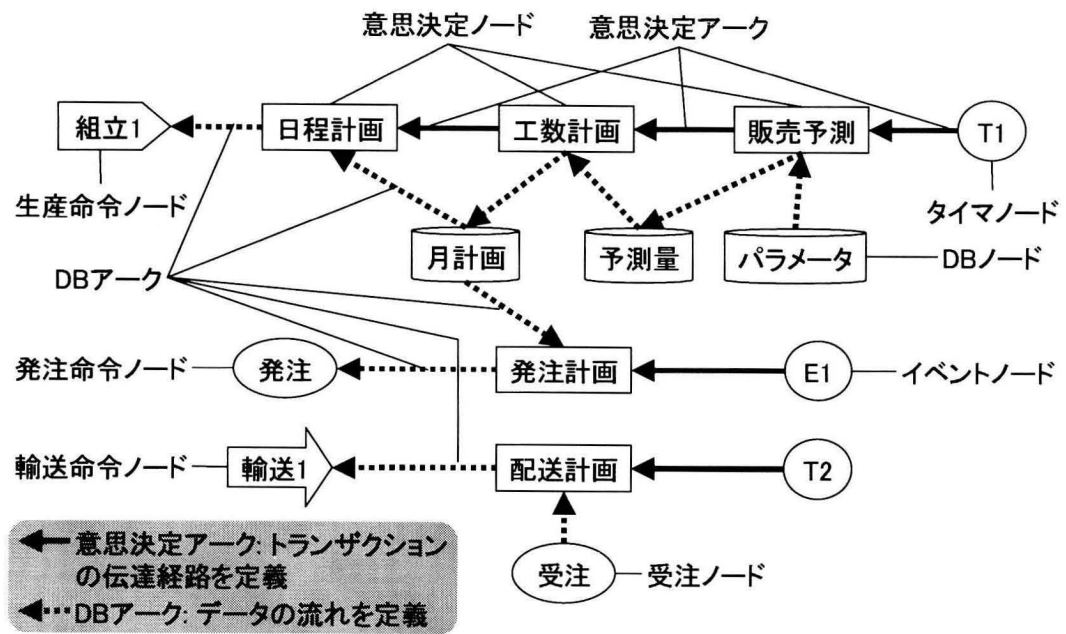 意思決定ノード
意思決定アーク
組立1
日程計画
工数計画
販売予測
T1
生産命令ノード
タイマノード
月計画
予測量
パラメータ
DBノード
DBアーク
発注命令ノード
発注
発注計画
E1
イベントノード
輸送命令ノード
輸送1
配送計画
T2
意思決定アーク: トランザクション
の伝達経路を定義
DBアーク: データの流れを定義
受注
受注ノード